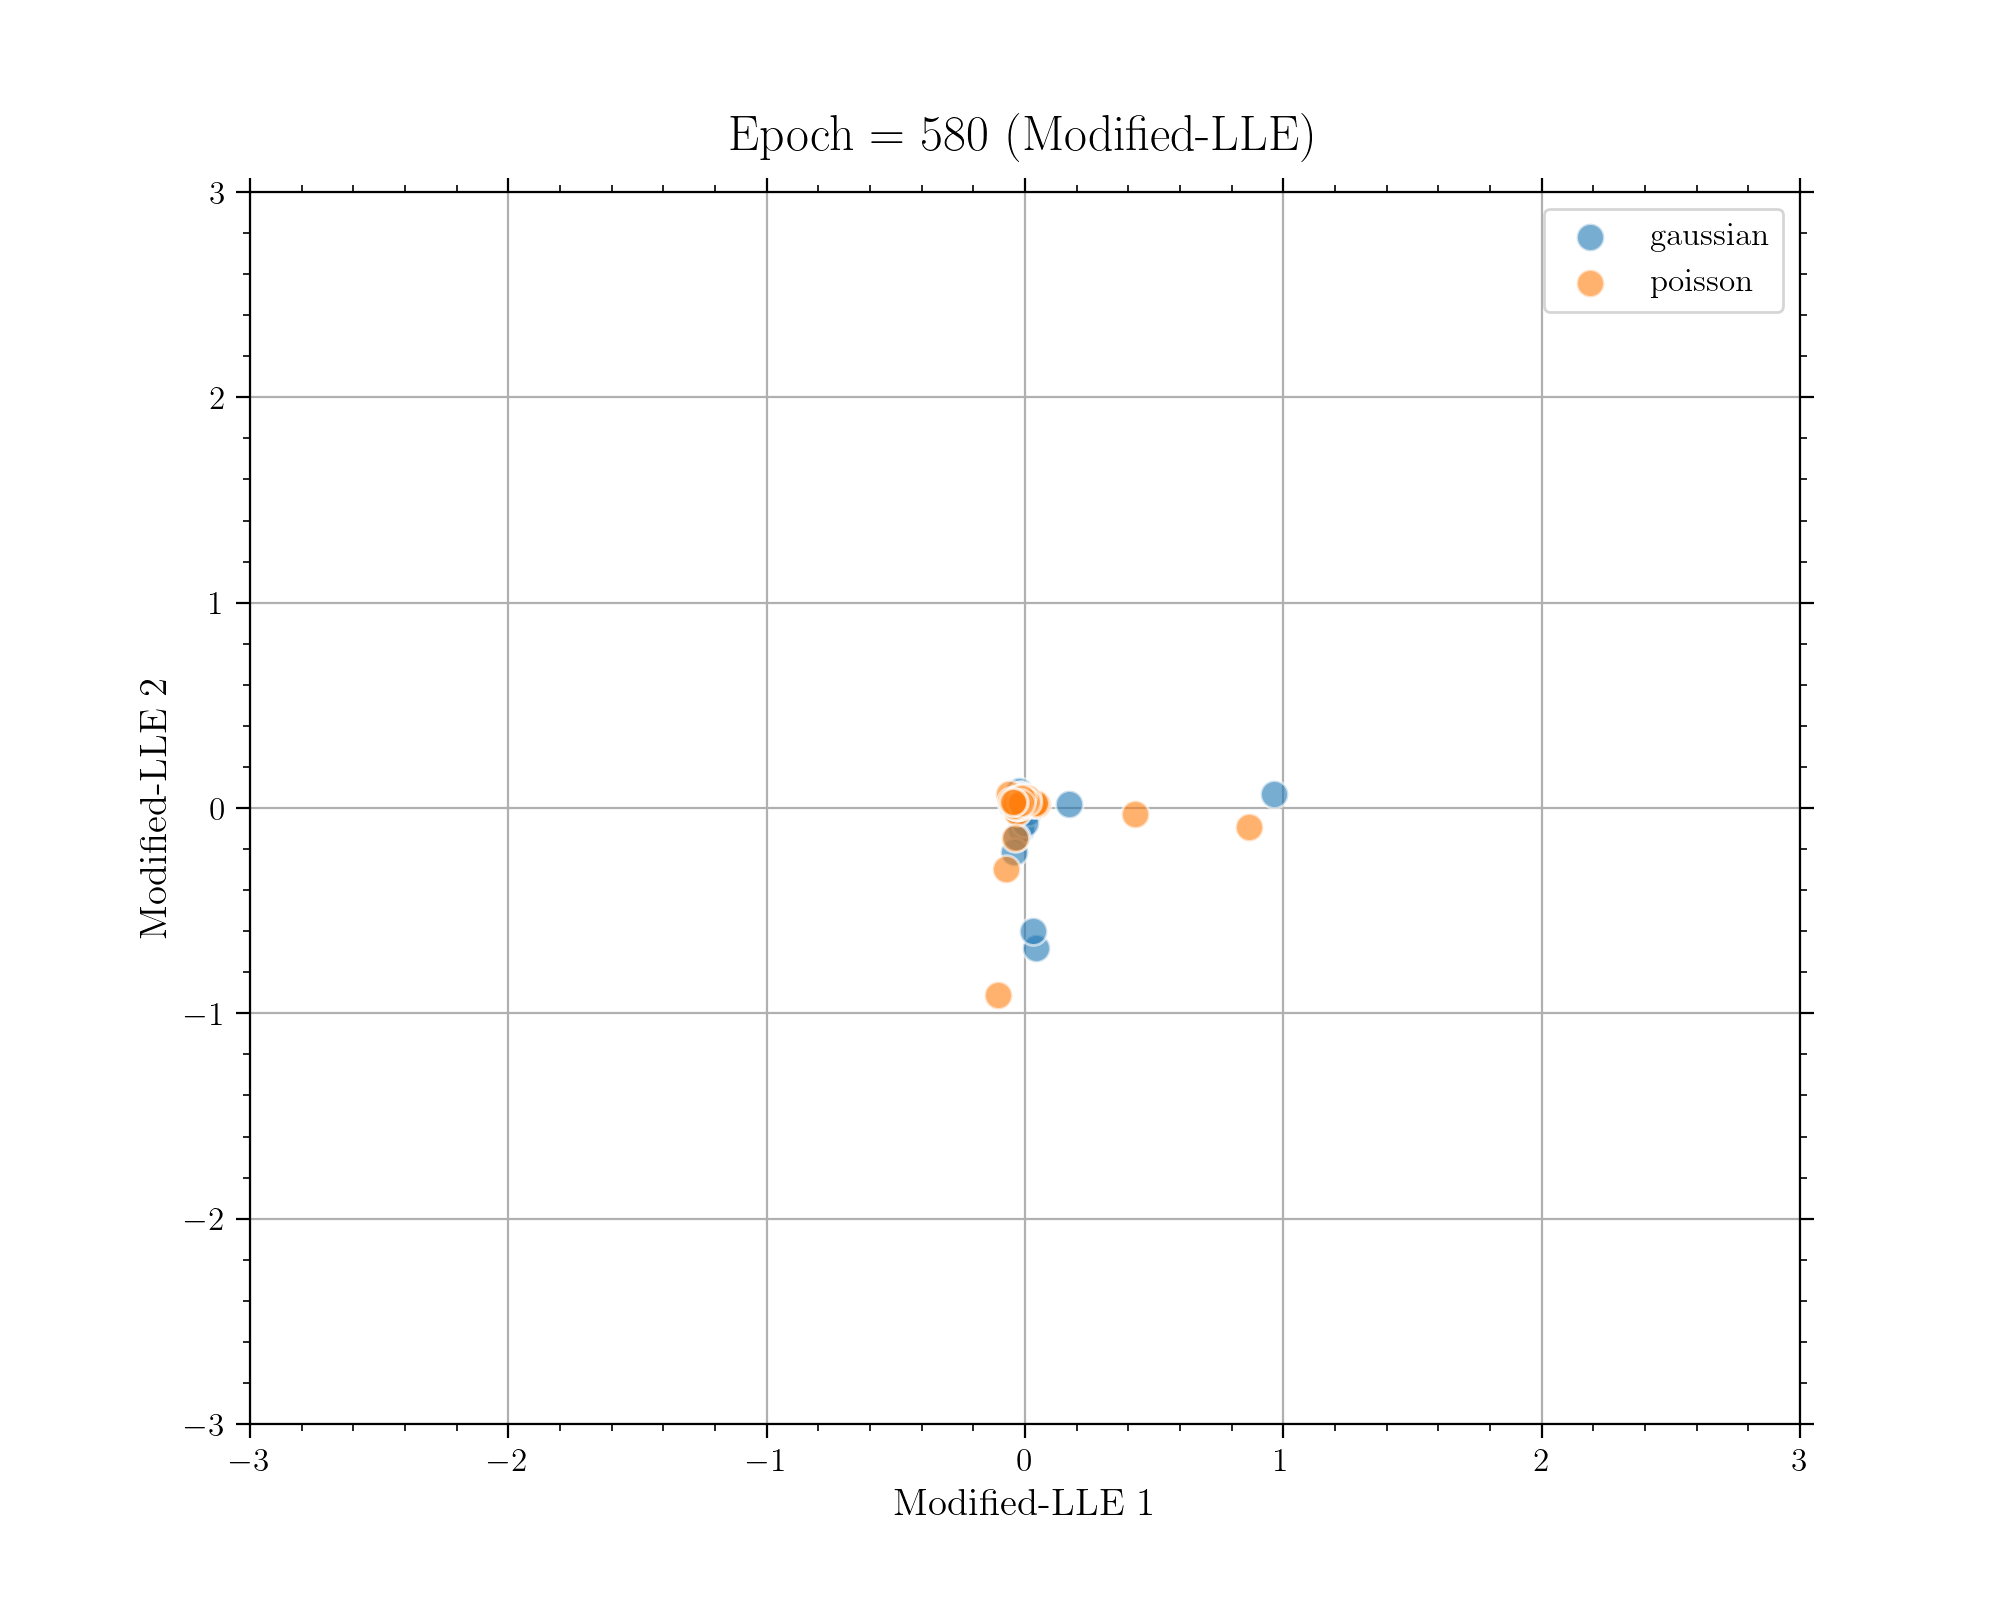 Epoch = 580 (Modified-LLE)
gaussian
poisson
3
2
1
0
−1
−2
−3
Modified-LLE 2
−3
−2
−1
0
1
2
3
Modified-LLE 1